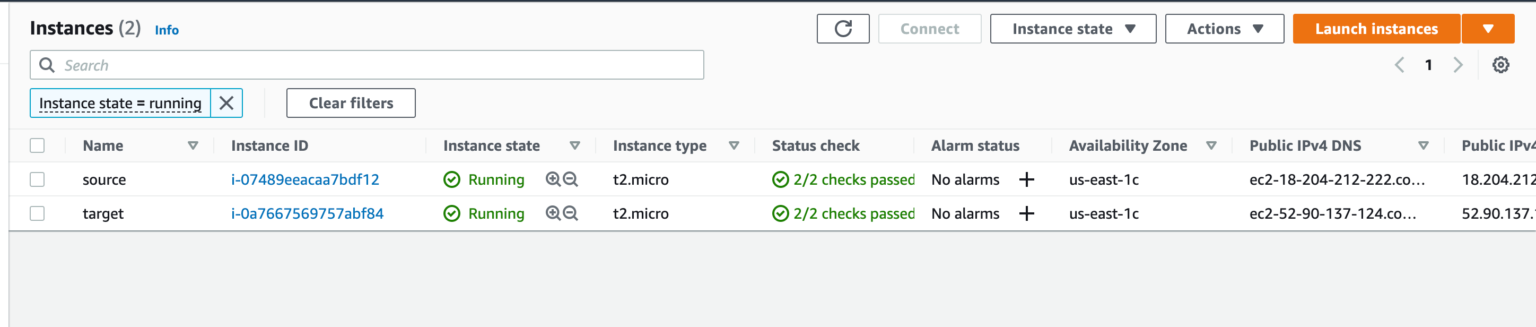 Instances (2) Info Connect Instance state Actions Launch instances
Search
1
Instance state = running Clear filters
Name Instance ID Instance state Instance type Status check Alarm status Availability Zone Public IPv4 DNS Public IPv4
source i-07489eeacaa7bdf12 Running t2.micro 2/2 checks passed No alarms + us-east-1c ec2-18-204-212-222.co... 18.204.212
target i-0a7667569757abf84 Running t2.micro 2/2 checks passed No alarms + us-east-1c ec2-52-90-137-124.co... 52.90.137.